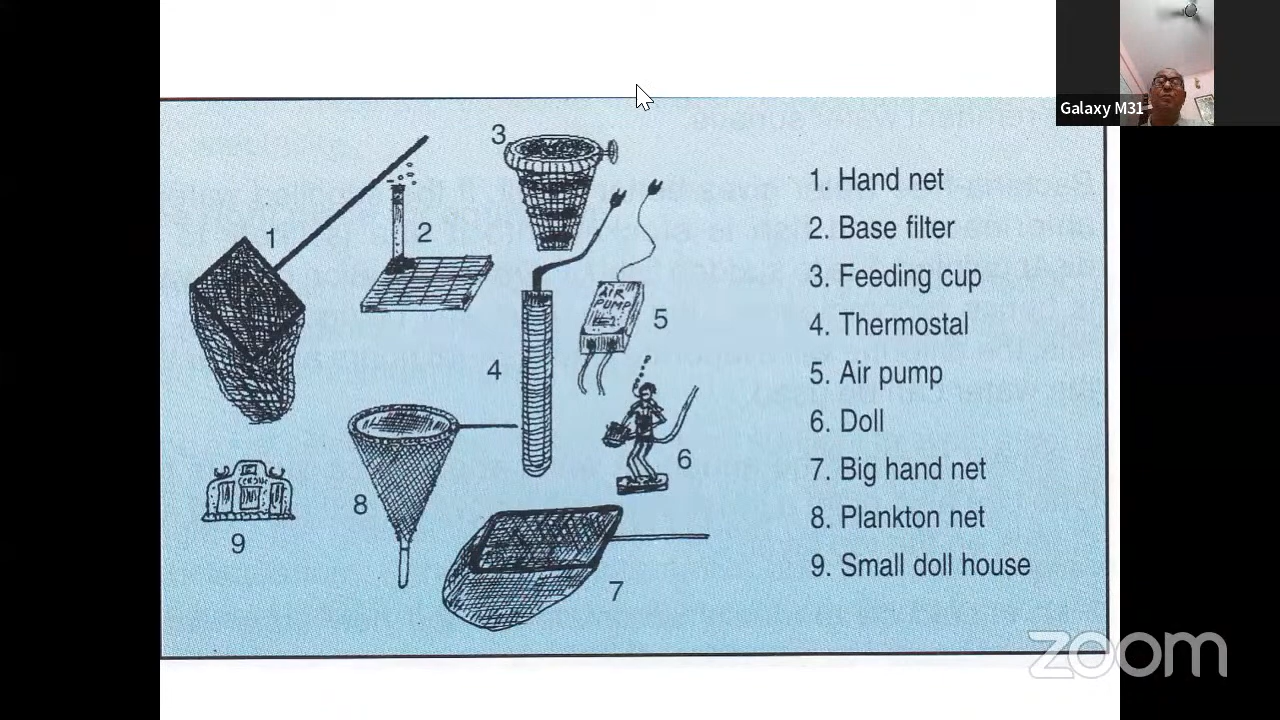 Galaxy M31
1
2
3
4
AIR
PUMP
5
6
7
8
9
1. Hand net
2. Base filter
3. Feeding cup
4. Thermostal
5. Air pump
6. Doll
7. Big hand net
8. Plankton net
9. Small doll house
zoom